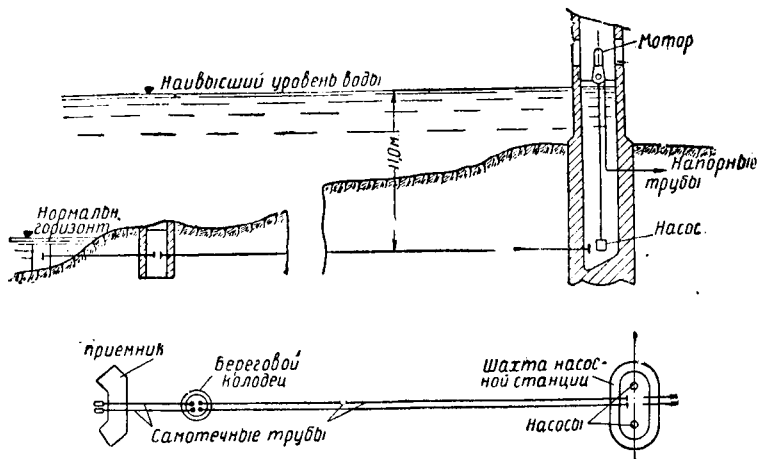 Мотор
Наивысший уровень воды
11,0 м
Напорные
трубы
Нормальн.
горизонт
Насос
приемник
Береговой
колодец
Шахта насос-
ной станции
Самотечные трубы
Насосы